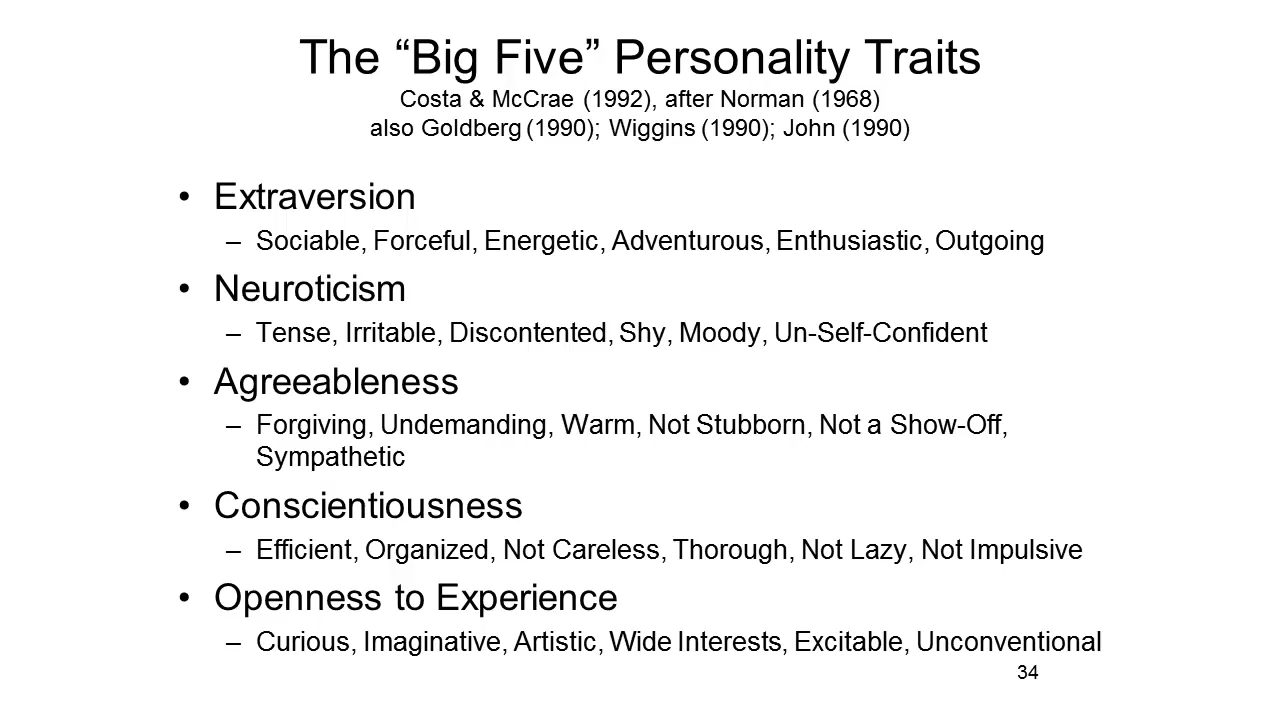 The “Big Five” Personality Traits
Costa & McCrae (1992), after Norman (1968)
also Goldberg (1990); Wiggins (1990); John (1990)
• Extraversion
– Sociable, Forceful, Energetic, Adventurous, Enthusiastic, Outgoing
• Neuroticism
– Tense, Irritable, Discontented, Shy, Moody, Un-Self-Confident
• Agreeableness
– Forgiving, Undemanding, Warm, Not Stubborn, Not a Show-Off,
Sympathetic
• Conscientiousness
– Efficient, Organized, Not Careless, Thorough, Not Lazy, Not Impulsive
• Openness to Experience
– Curious, Imaginative, Artistic, Wide Interests, Excitable, Unconventional
34